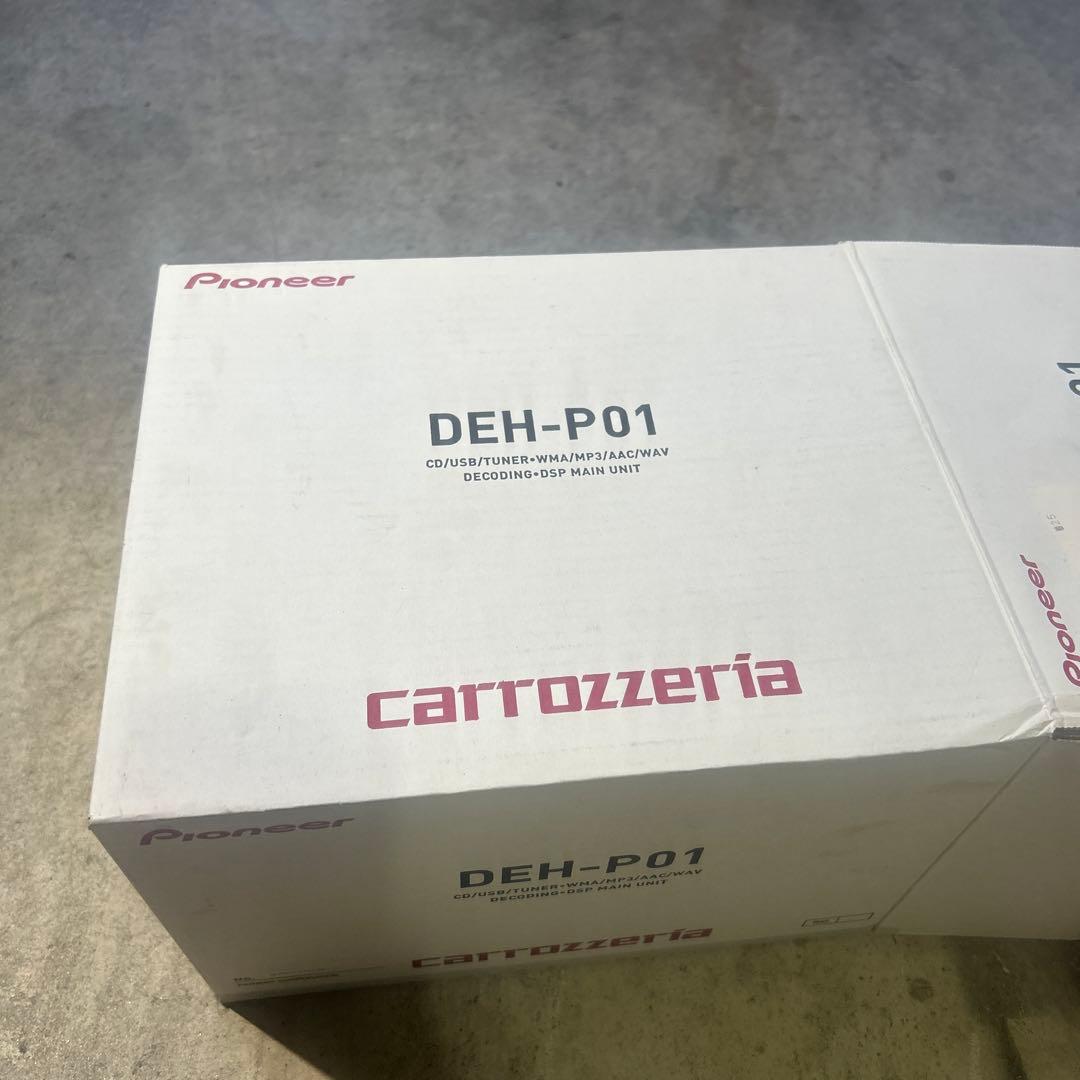 Pioneer
DEH-P01
CD/USB/TUNER•WMA/MP3/AAC/WAV
DECODING•DSP MAIN UNIT
carrozzeria
Pioneer
DEH-P01
CD/USB/TUNER•WMA/MP3/AAC/WAV
DECODING•DSP MAIN UNIT
carrozzeria
01
Pioneer